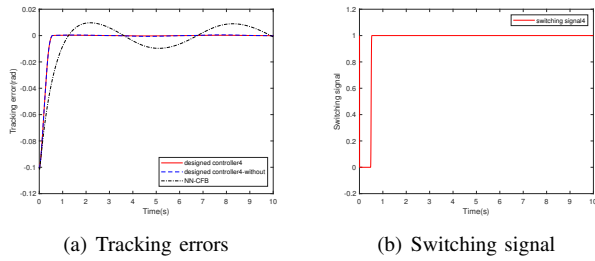 0.02
0
-0.02
-0.04
-0.06
-0.08
-0.1
-0.12
0 1 2 3 4 5 6 7 8 9 10
Tracking error(rad)
Time(s)
designed controller4
designed controller4-without
NN-CFB
(a) Tracking errors
1.2
1
0.8
0.6
0.4
0.2
0
-0.2
0 1 2 3 4 5 6 7 8 9 10
Switching signal
Time(s)
switching signal4
(b) Switching signal